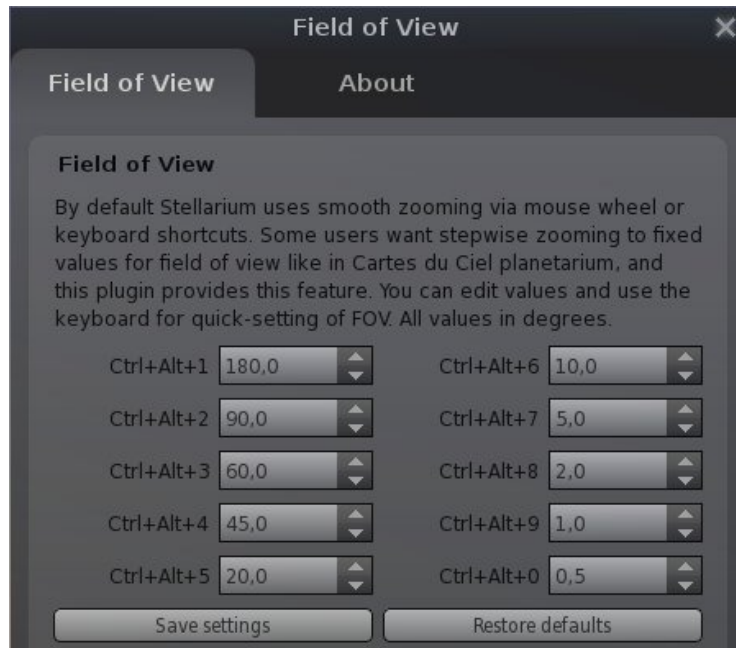 Field of View
Field of View
About
Field of View
By default Stellarium uses smooth zooming via mouse wheel or
keyboard shortcuts. Some users want stepwise zooming to fixed
values for field of view like in Cartes du Ciel planetarium, and
this plugin provides this feature. You can edit values and use the
keyboard for quick-setting of FOV. All values in degrees.
Ctrl+Alt+1 180,0
Ctrl+Alt+6 10,0
Ctrl+Alt+2 90,0
Ctrl+Alt+7 5,0
Ctrl+Alt+3 60,0
Ctrl+Alt+8 2,0
Ctrl+Alt+4 45,0
Ctrl+Alt+9 1,0
Ctrl+Alt+5 20,0
Ctrl+Alt+0 0,5
Save settings
Restore defaults